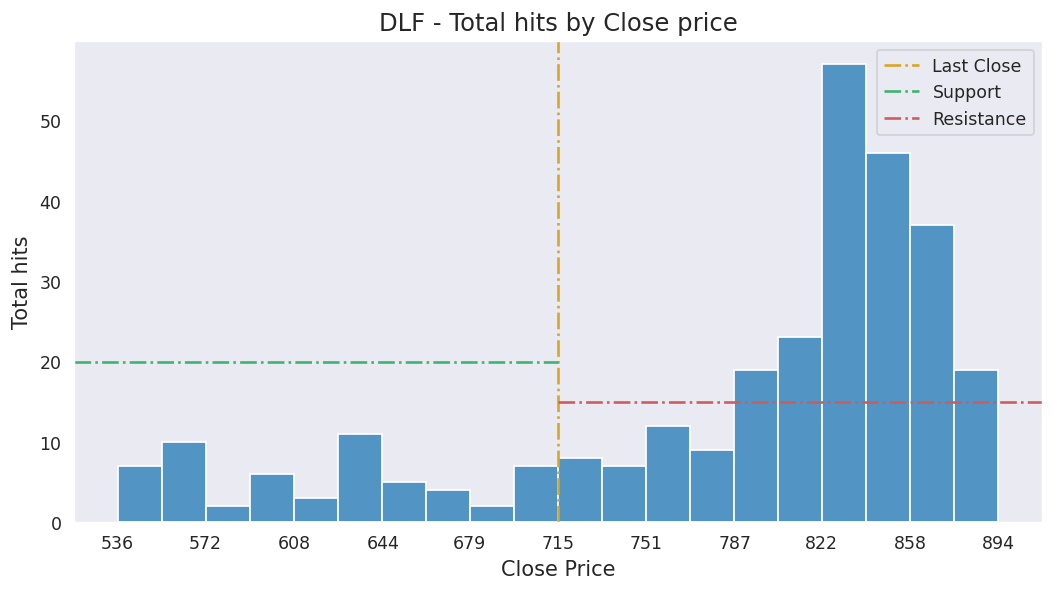 DLF - Total hits by Close price
Last Close
Support
Resistance
Total hits
50
40
30
20
10
0
536 572 608 644 679 715 751 787 822 858 894
Close Price